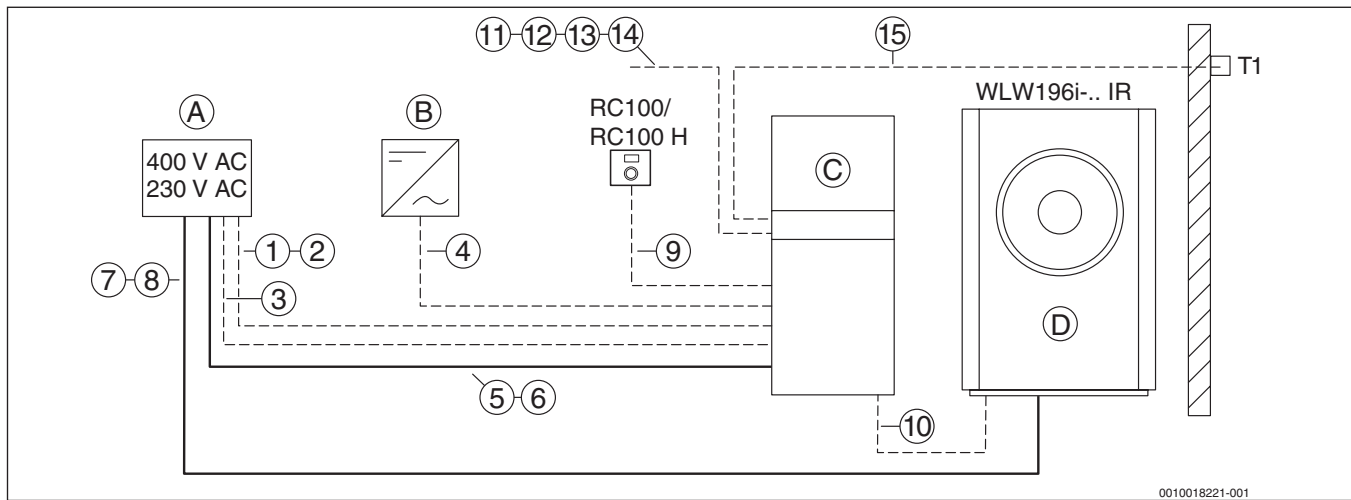 11 12 13 14
15
T1
WLW196i-.. IR
A
B
RC100/
RC100 H
400 V AC
230 V AC
C
1 2
4
9
7 8
3
D
5 6
10
0010018221-001